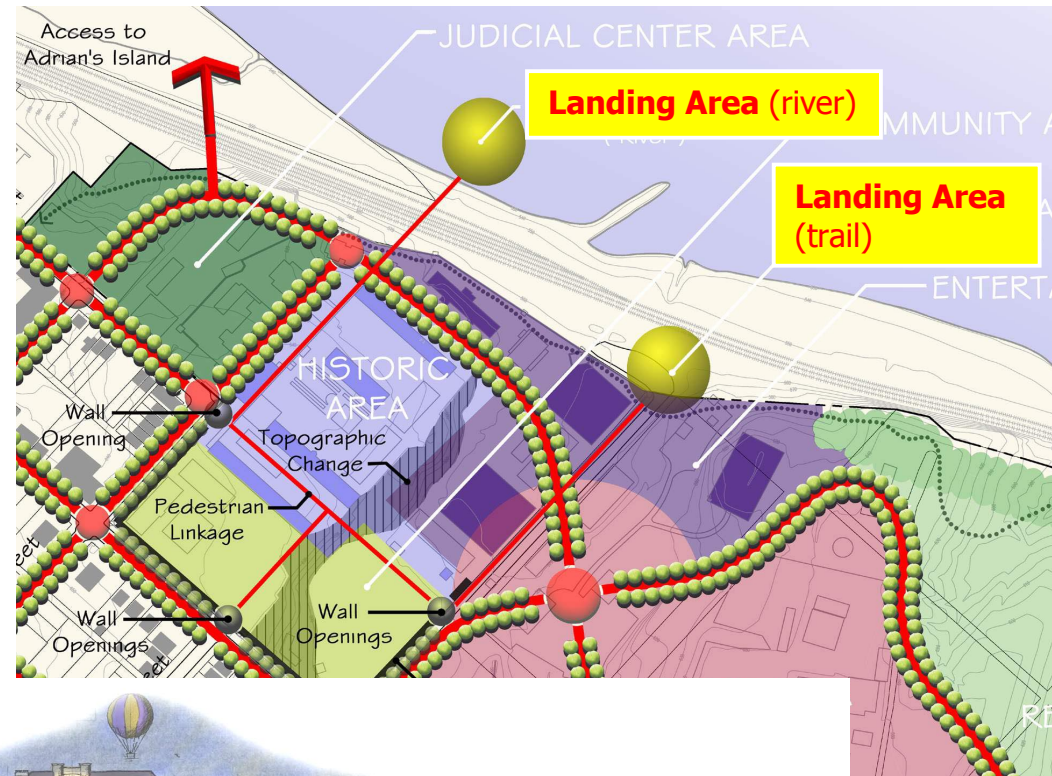 Access to
Adrian's Island
JUDICIAL CENTER AREA
Landing Area (river)
MMUNITY A
Landing Area
(trail)
ENTERTA
HISTORIC
AREA
Wall
Opening
Topographic
Change
Pedestrian
Linkage
Wall
Openings
Wall
Openings
RE